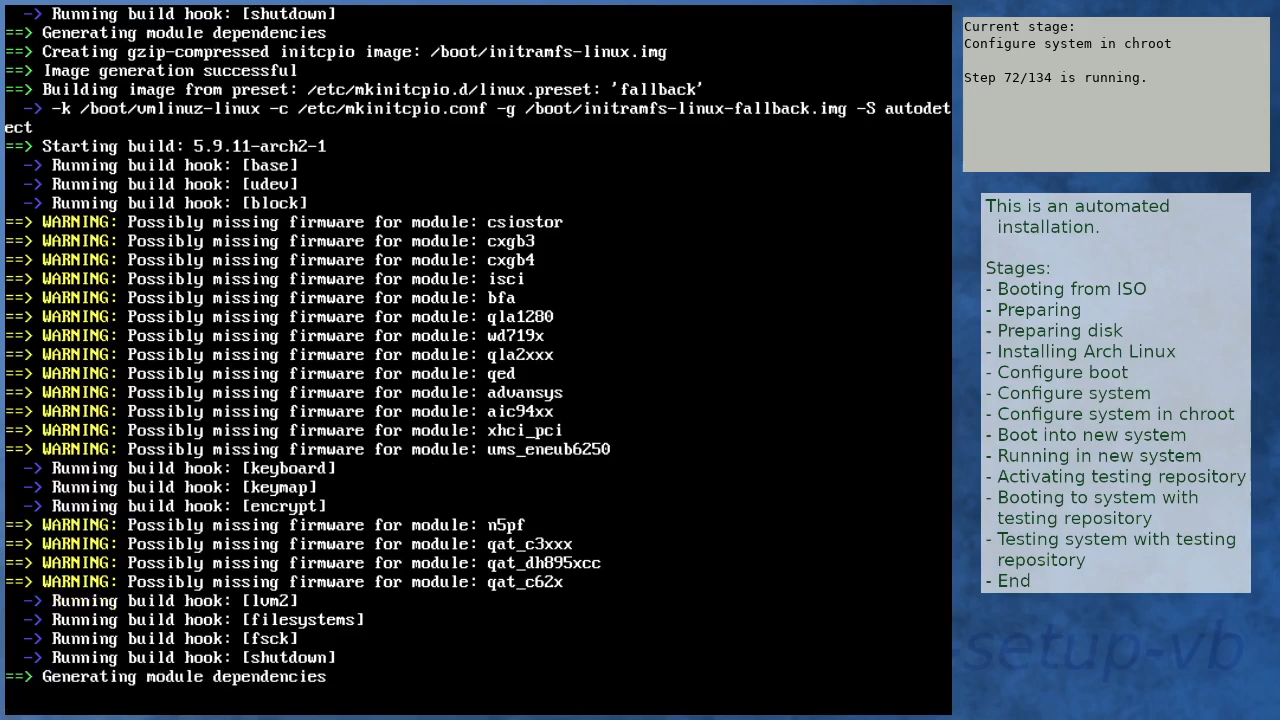 -> Running build hook: [shutdown]
==> Generating module dependencies
==> Creating gzip-compressed initcpio image: /boot/initramfs-linux.img
==> Image generation successful
==> Building image from preset: /etc/mkinitcpio.d/linux.preset: 'fallback'
-> -k /boot/vmlinuz-linux -c /etc/mkinitcpio.conf -g /boot/initramfs-linux-fallback.img -S autodet
ect
==> Starting build: 5.9.11-arch2-1
-> Running build hook: [base]
-> Running build hook: [udev]
-> Running build hook: [block]
==> WARNING: Possibly missing firmware for module: csiostor
==> WARNING: Possibly missing firmware for module: cxgb3
==> WARNING: Possibly missing firmware for module: cxgb4
==> WARNING: Possibly missing firmware for module: isci
==> WARNING: Possibly missing firmware for module: bfa
==> WARNING: Possibly missing firmware for module: qla1280
==> WARNING: Possibly missing firmware for module: wd719x
==> WARNING: Possibly missing firmware for module: qla2xxx
==> WARNING: Possibly missing firmware for module: qed
==> WARNING: Possibly missing firmware for module: advansys
==> WARNING: Possibly missing firmware for module: aic94xx
==> WARNING: Possibly missing firmware for module: xhci_pci
==> WARNING: Possibly missing firmware for module: ums_eneub6250
-> Running build hook: [keyboard]
-> Running build hook: [keymap]
-> Running build hook: [encrypt]
==> WARNING: Possibly missing firmware for module: n5pf
==> WARNING: Possibly missing firmware for module: qat_c3xxx
==> WARNING: Possibly missing firmware for module: qat_dh895xcc
==> WARNING: Possibly missing firmware for module: qat_c62x
-> Running build hook: [lvm2]
-> Running build hook: [filesystems]
-> Running build hook: [fsck]
-> Running build hook: [shutdown]
==> Generating module dependencies
Current stage:
Configure system in chroot
Step 72/134 is running.
This is an automated
installation.
Stages:
- Booting from ISO
- Preparing
- Preparing disk
- Installing Arch Linux
- Configure boot
- Configure system
- Configure system in chroot
- Boot into new system
- Running in new system
- Activating testing repository
- Booting to system with
testing repository
- Testing system with testing
repository
- End
-setup-vb